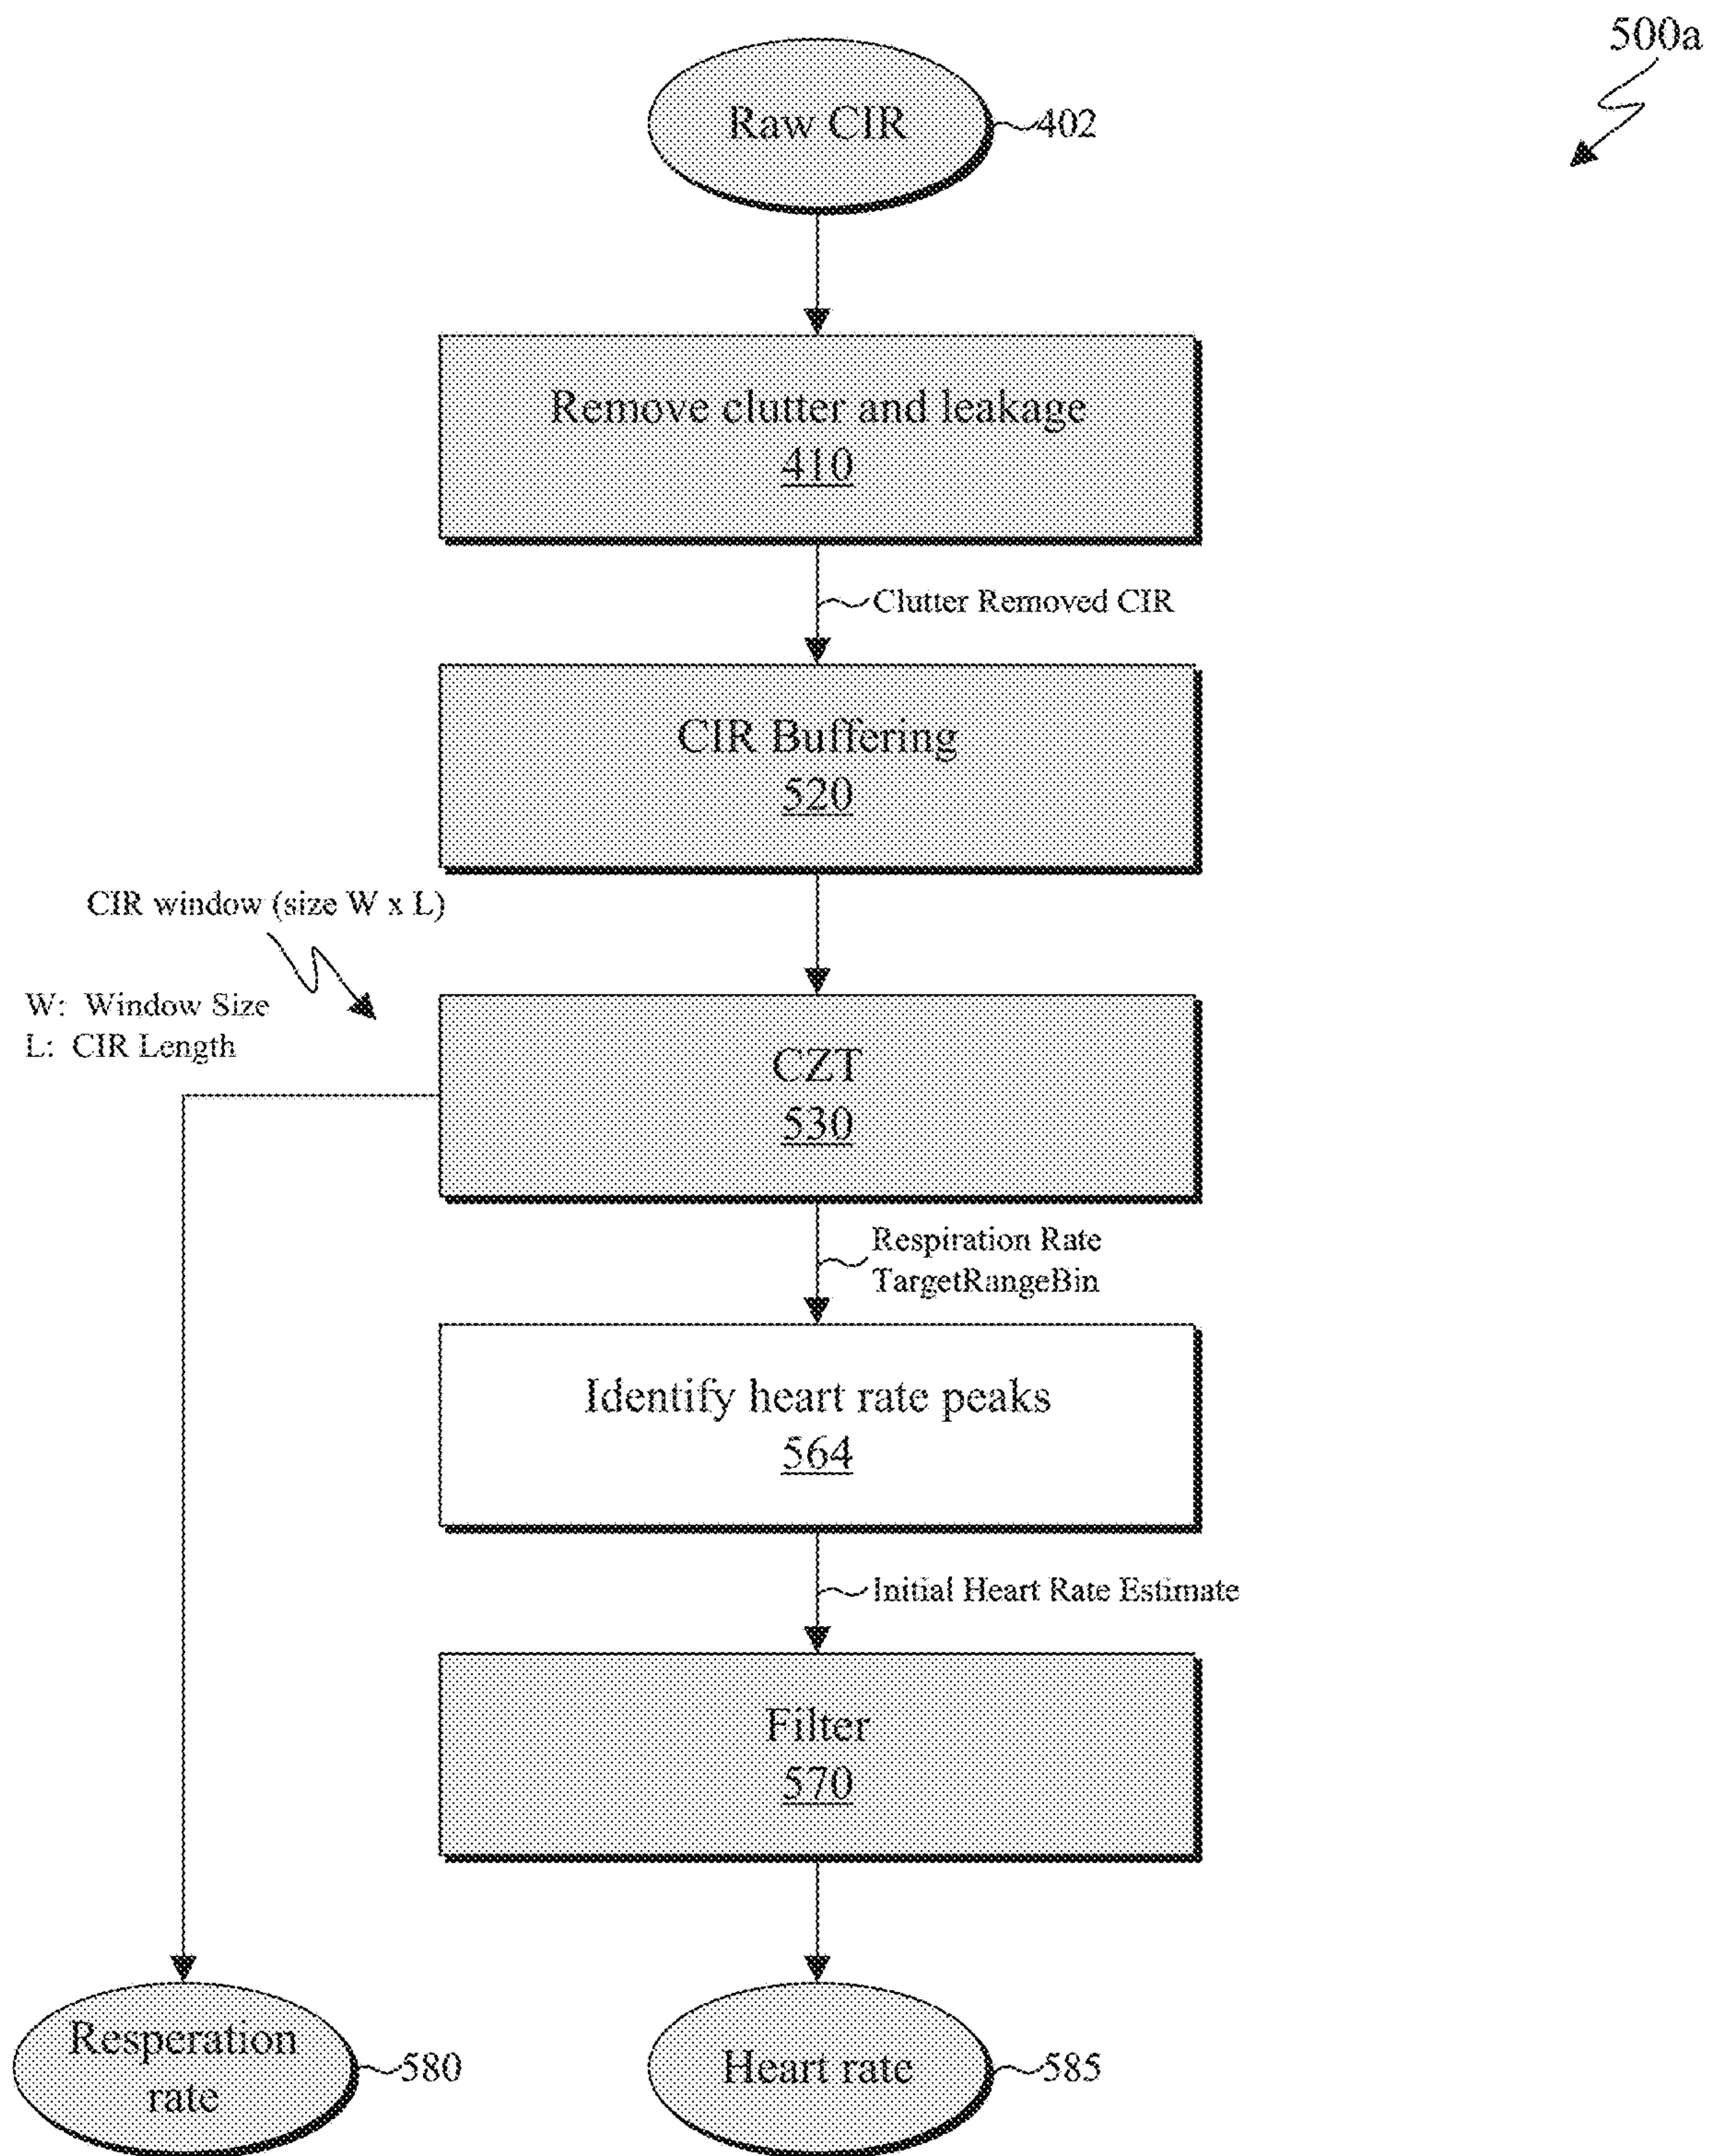 500a
Raw CIR
402
Remove clutter and leakage
410
Clutter Removed CIR
CIR Buffering
520
CIR window (size W x L)
W: Window Size
L: CIR Length
CZT
530
Respiration Rate
TargetRangeBin
Identify heart rate peaks
564
Initial Heart Rate Estimate
Filter
570
Resperation
rate
580
Heart rate
585